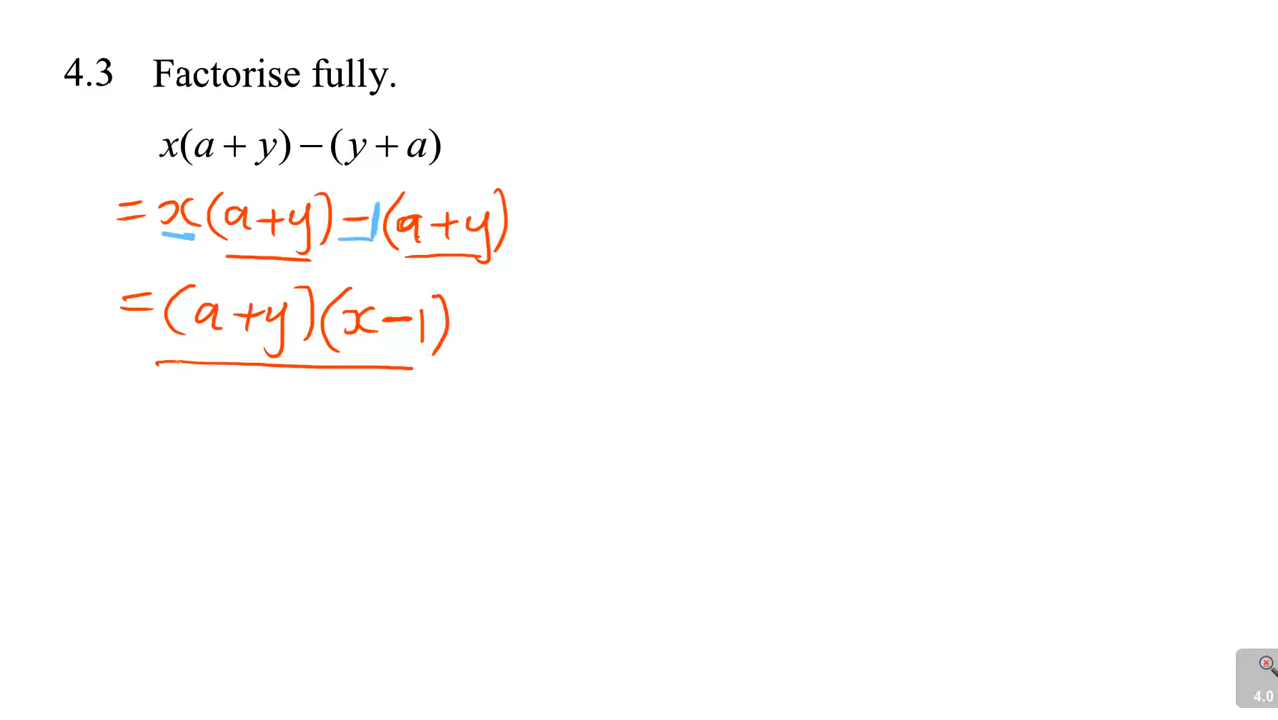 4.3 Factorise fully.
x(a + y) − (y + a)
= x(a+y) −1(a+y)
= (a+y)(x−1)
4.0